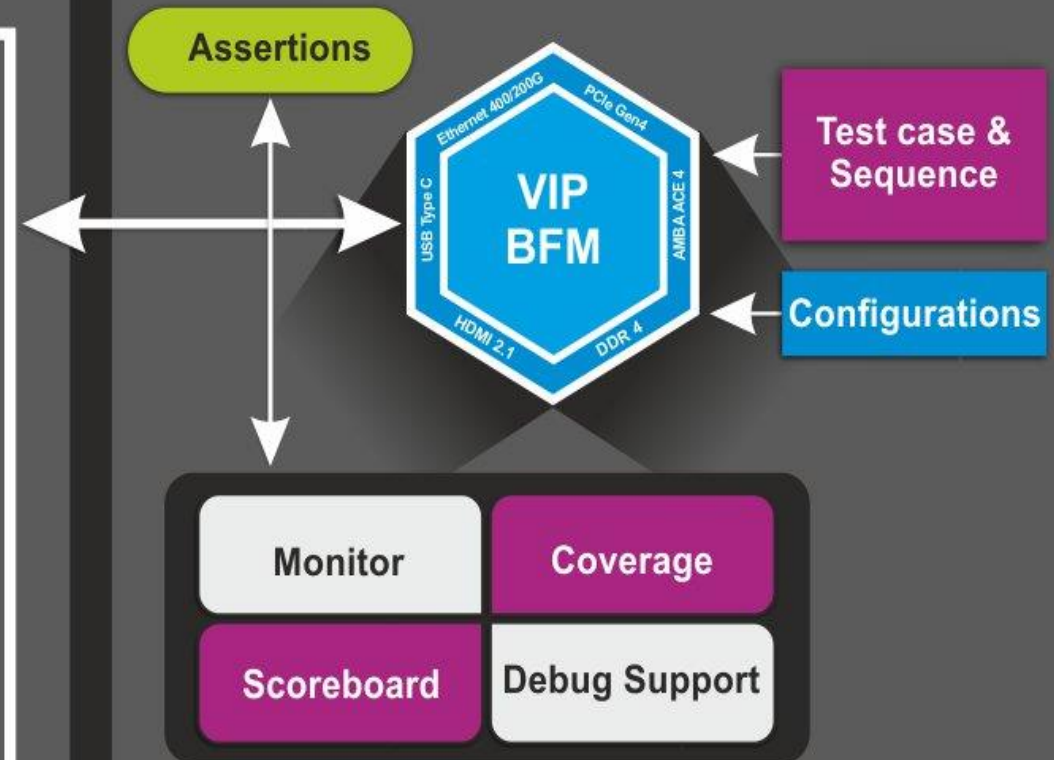 Assertions
Ethernet 400/200G
PCIe Gen4
USB Type C
VIP
BFM
AMBA ACE 4
HDMI 2.1
DDR 4
Test case &
Sequence
Configurations
Monitor
Coverage
Scoreboard
Debug Support